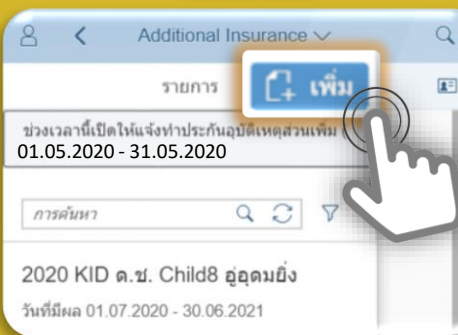 Additional Insurance
รายการ
เพิ่ม
ช่วงเวลานี้เปิดให้แจ้งทำประกันอุบัติเหตุส่วนเพิ่ม
01.05.2020 - 31.05.2020
การค้นหา
2020 KID ด.ช. Child8 อู่อุดมยิ่ง
วันที่มีผล 01.07.2020 - 30.06.2021